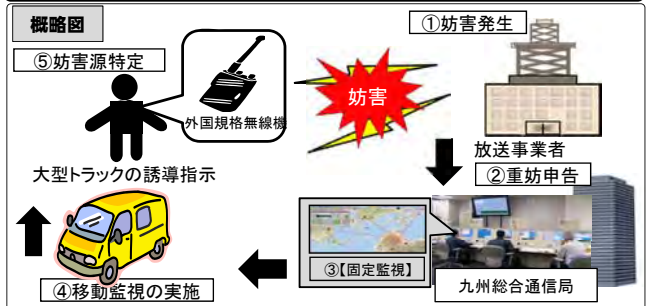 概略図
①妨害発生
⑤妨害源特定
外国規格無線機
妨害
放送事業者
大型トラックの誘導指示
②重妨申告
③【固定監視】
④移動監視の実施
九州総合通信局